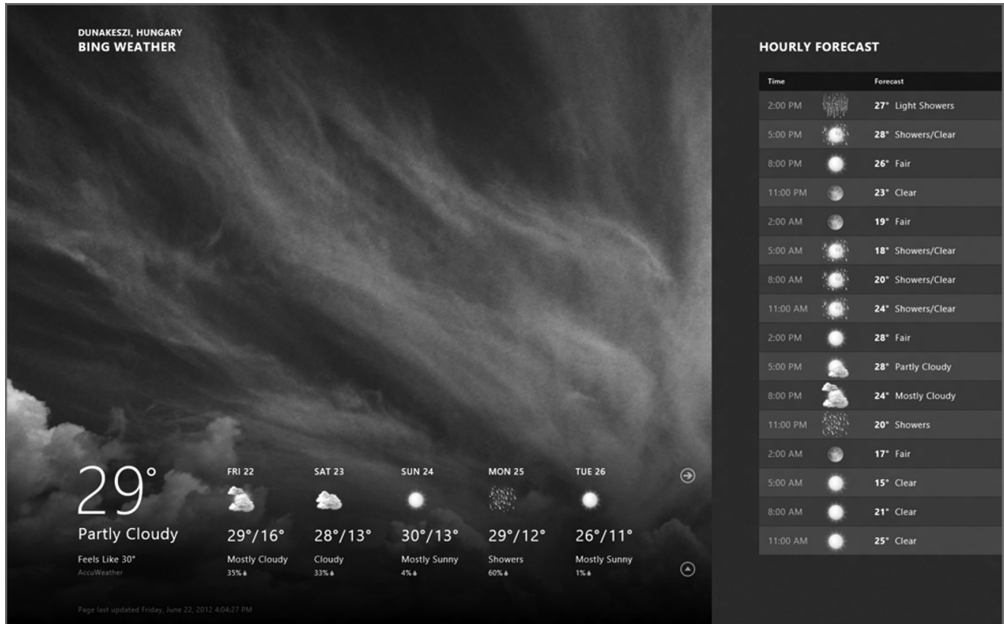 DUNAKESZI, HUNGARY
BING WEATHER
29°
Partly Cloudy
Feels Like 30°
AccuWeather
FRI 22
29°/16°
Mostly Cloudy
35%
SAT 23
28°/13°
Cloudy
33%
SUN 24
30°/13°
Mostly Sunny
4%
MON 25
29°/12°
Showers
60%
TUE 26
26°/11°
Mostly Sunny
1%
Page last updated Friday, June 22, 2012 4:04:27 PM
HOURLY FORECAST
Time Forecast
2:00 PM 27° Light Showers
5:00 PM 28° Showers/Clear
8:00 PM 26° Fair
11:00 PM 23° Clear
2:00 AM 19° Fair
5:00 AM 18° Showers/Clear
8:00 AM 20° Showers/Clear
11:00 AM 24° Showers/Clear
2:00 PM 28° Fair
5:00 PM 28° Partly Cloudy
8:00 PM 24° Mostly Cloudy
11:00 PM 20° Showers
2:00 AM 17° Fair
5:00 AM 15° Clear
8:00 AM 21° Clear
11:00 AM 25° Clear